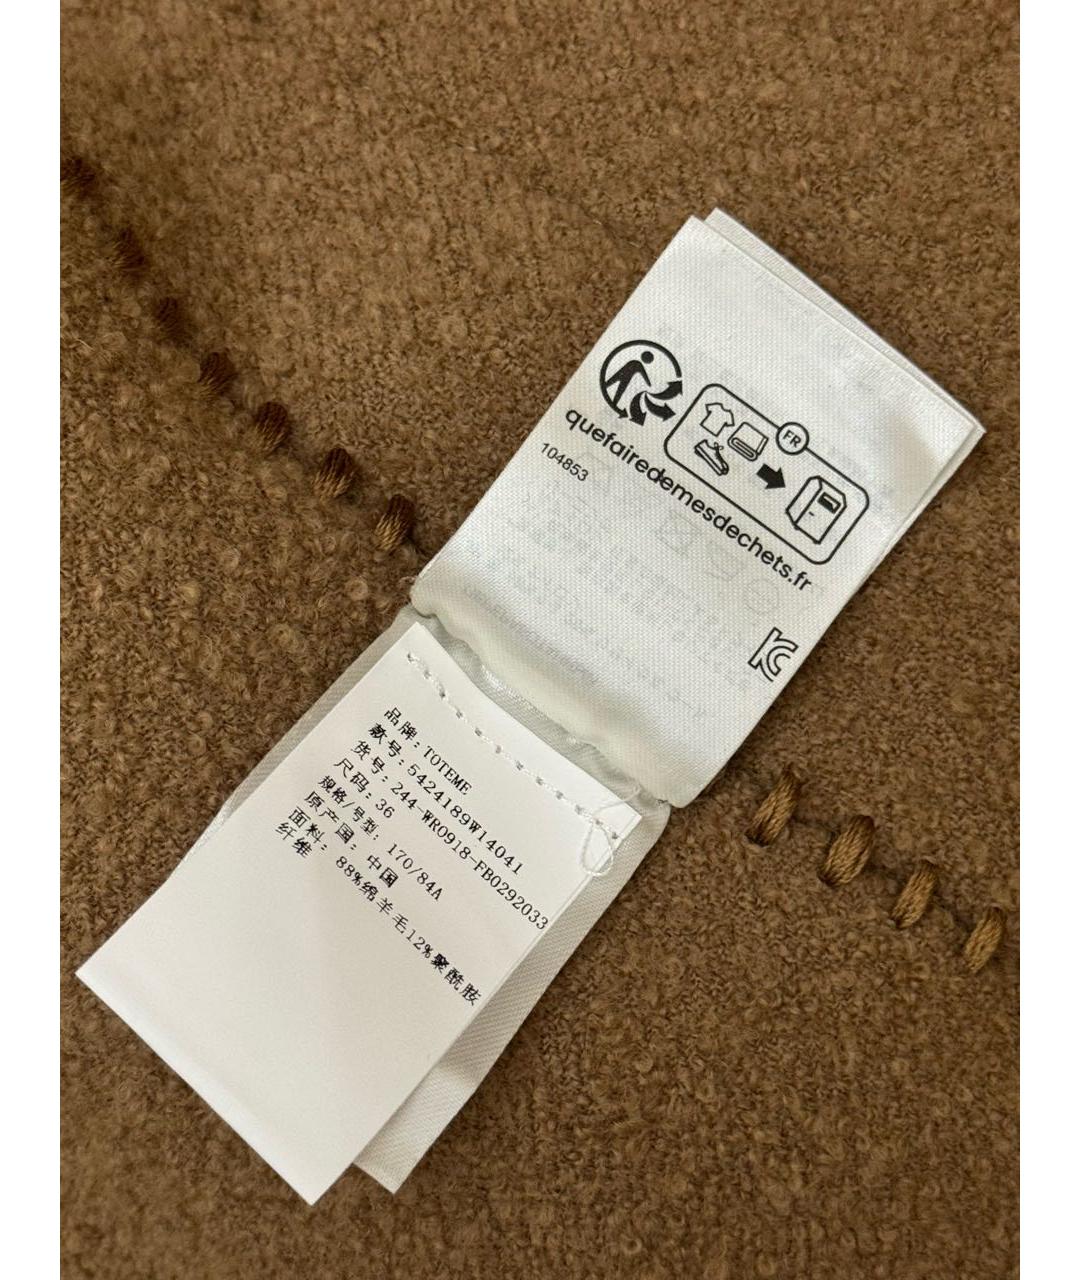 FR
quefairedemesdechets.fr
104853
品牌: TOTEME
款号: 5424189W14041
货号: 244-WR0918-FB0292033
尺码: 36
规格/号型: 170/84A
原产国: 中国
面料: 88%绵羊毛12%聚酰胺
纤维